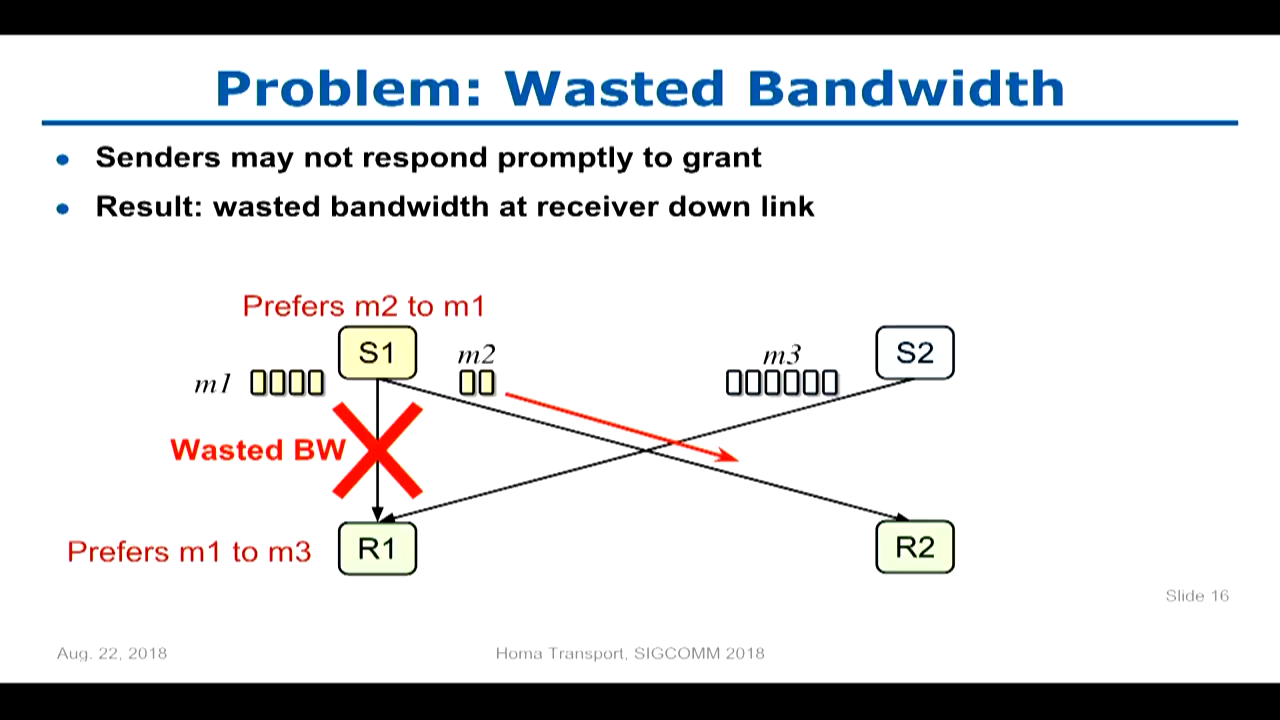 Problem: Wasted Bandwidth
Senders may not respond promptly to grant
Result: wasted bandwidth at receiver down link
Prefers m2 to m1
S1
m2
m3
S2
m1
Wasted BW
Prefers m1 to m3
R1
R2
Slide 16
Aug. 22, 2018
Homa Transport, SIGCOMM 2018